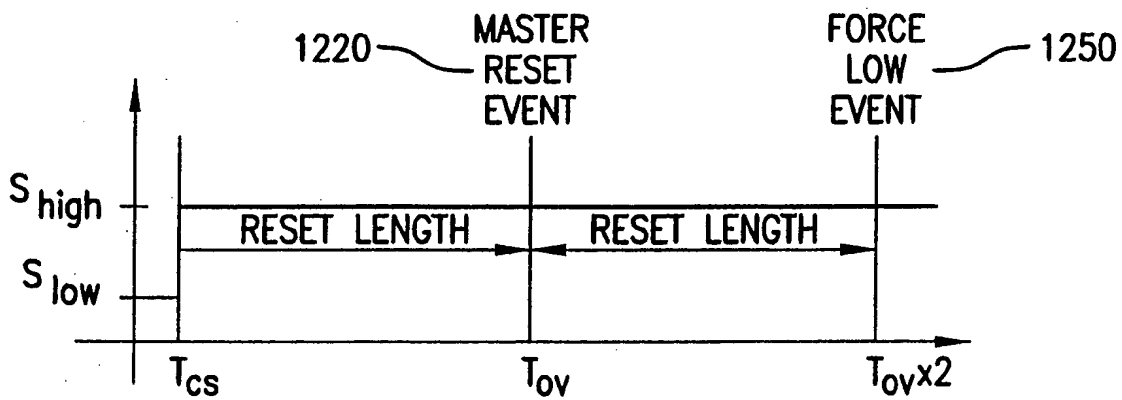 1220
MASTER
RESET
EVENT
FORCE
LOW
EVENT
1250
S high
RESET LENGTH
RESET LENGTH
S low
Tcs
Tov
Tovx2